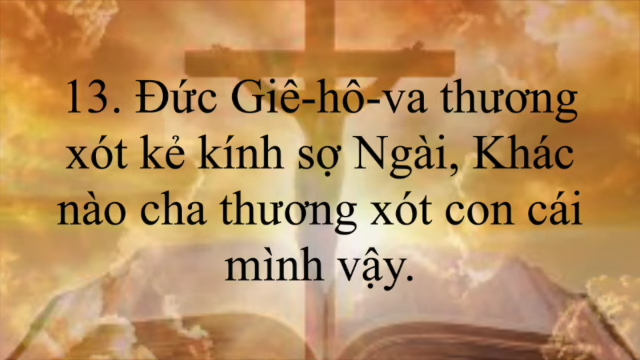 13. Đức Giê-hô-va thương
xót kẻ kính sợ Ngài, Khác
nào cha thương xót con cái
mình vậy.